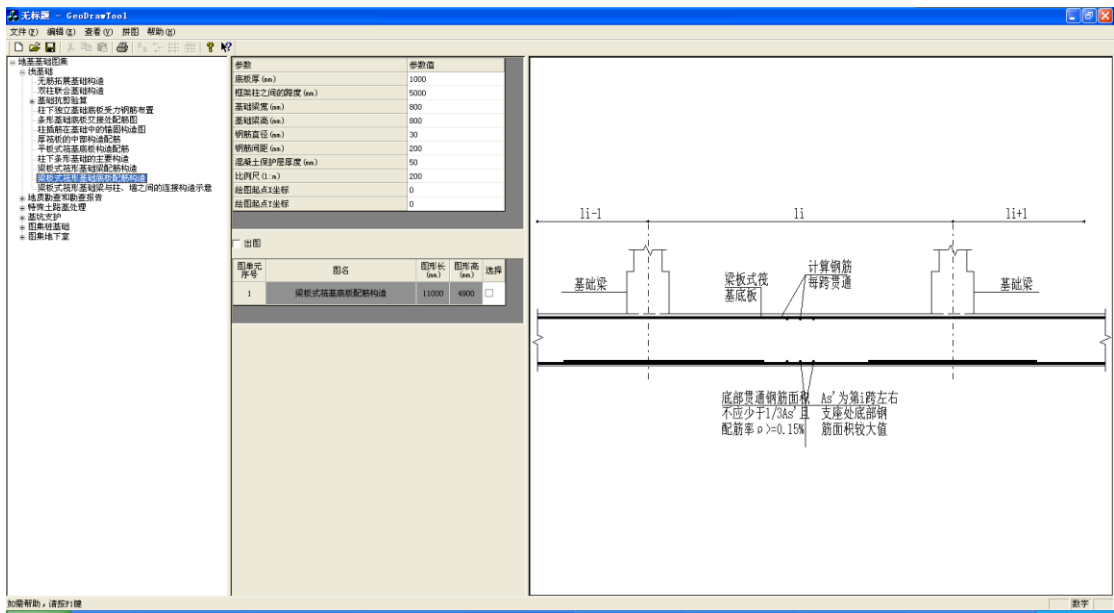 无标题 - GeoDrawTool
文件(F) 编辑(E) 查看(V) 拼图 帮助(H)
地基基础图集
浅基础
无筋拓展基础构造
双柱联合基础构造
基础抗剪验算
柱下独立基础底板受力钢筋布置
条形基础底板交接处配筋图
柱插筋在基础中的锚固构造图
厚筏板的中部构造配筋
平板式筏基底板构造配筋
柱下条形基础的主要构造
梁板式筏形基础梁配筋构造
梁板式筏形基础底板配筋构造
梁板式筏形基础梁与柱、墙之间的连接构造示意
地质勘查和勘查报告
特殊土路基处理
基坑支护
图集桩基础
图集地下室
参数 参数值
底板厚(mm) 1000
框架柱之间的跨度(mm) 5000
基础梁宽(mm) 800
基础梁高(mm) 800
钢筋直径(mm) 30
钢筋间距(mm) 200
混凝土保护层厚度(mm) 50
比例尺(1:n) 200
绘图起点X坐标 0
绘图起点Y坐标 0
出图
图单元序号 图名 图形长(mm) 图形高(mm) 选择
1 梁板式筏基底板配筋构造 11000 4900
li-1 li li+1
基础梁
梁板式筏
基底板
计算钢筋
每跨贯通
基础梁
底部贯通钢筋面积 As'为第i跨左右
不应少于1/3As'且 支座处底部钢
配筋率ρ>=0.15% 筋面积较大值
如需帮助，请按F1键
数字